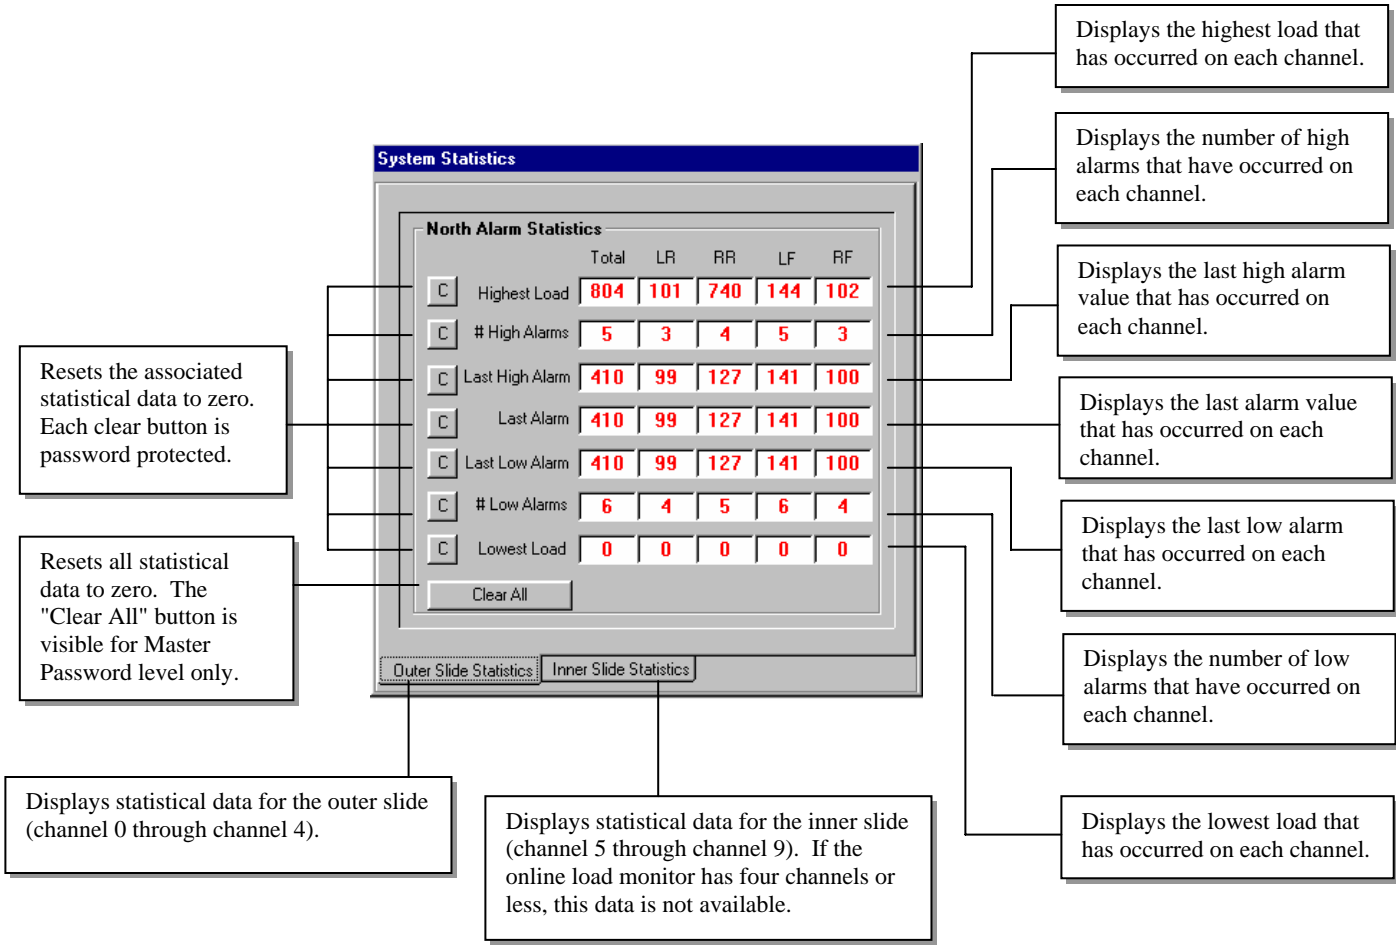 Displays the highest load that
has occurred on each channel.
Displays the number of high
alarms that have occurred on
each channel.
Displays the last high alarm
value that has occurred on
each channel.
Displays the last alarm value
that has occurred on each
channel.
Displays the last low alarm
that has occurred on each
channel.
Displays the number of low
alarms that have occurred on
each channel.
Displays the lowest load that
has occurred on each channel.
System Statistics
North Alarm Statistics
Total LR RR LF RF
C Highest Load 804 101 740 144 102
C # High Alarms 5 3 4 5 3
C Last High Alarm 410 99 127 141 100
C Last Alarm 410 99 127 141 100
C Last Low Alarm 410 99 127 141 100
C # Low Alarms 6 4 5 6 4
C Lowest Load 0 0 0 0 0
Clear All
Outer Slide Statistics Inner Slide Statistics
Resets the associated
statistical data to zero.
Each clear button is
password protected.
Resets all statistical
data to zero. The
"Clear All" button is
visible for Master
Password level only.
Displays statistical data for the outer slide
(channel 0 through channel 4).
Displays statistical data for the inner slide
(channel 5 through channel 9). If the
online load monitor has four channels or
less, this data is not available.